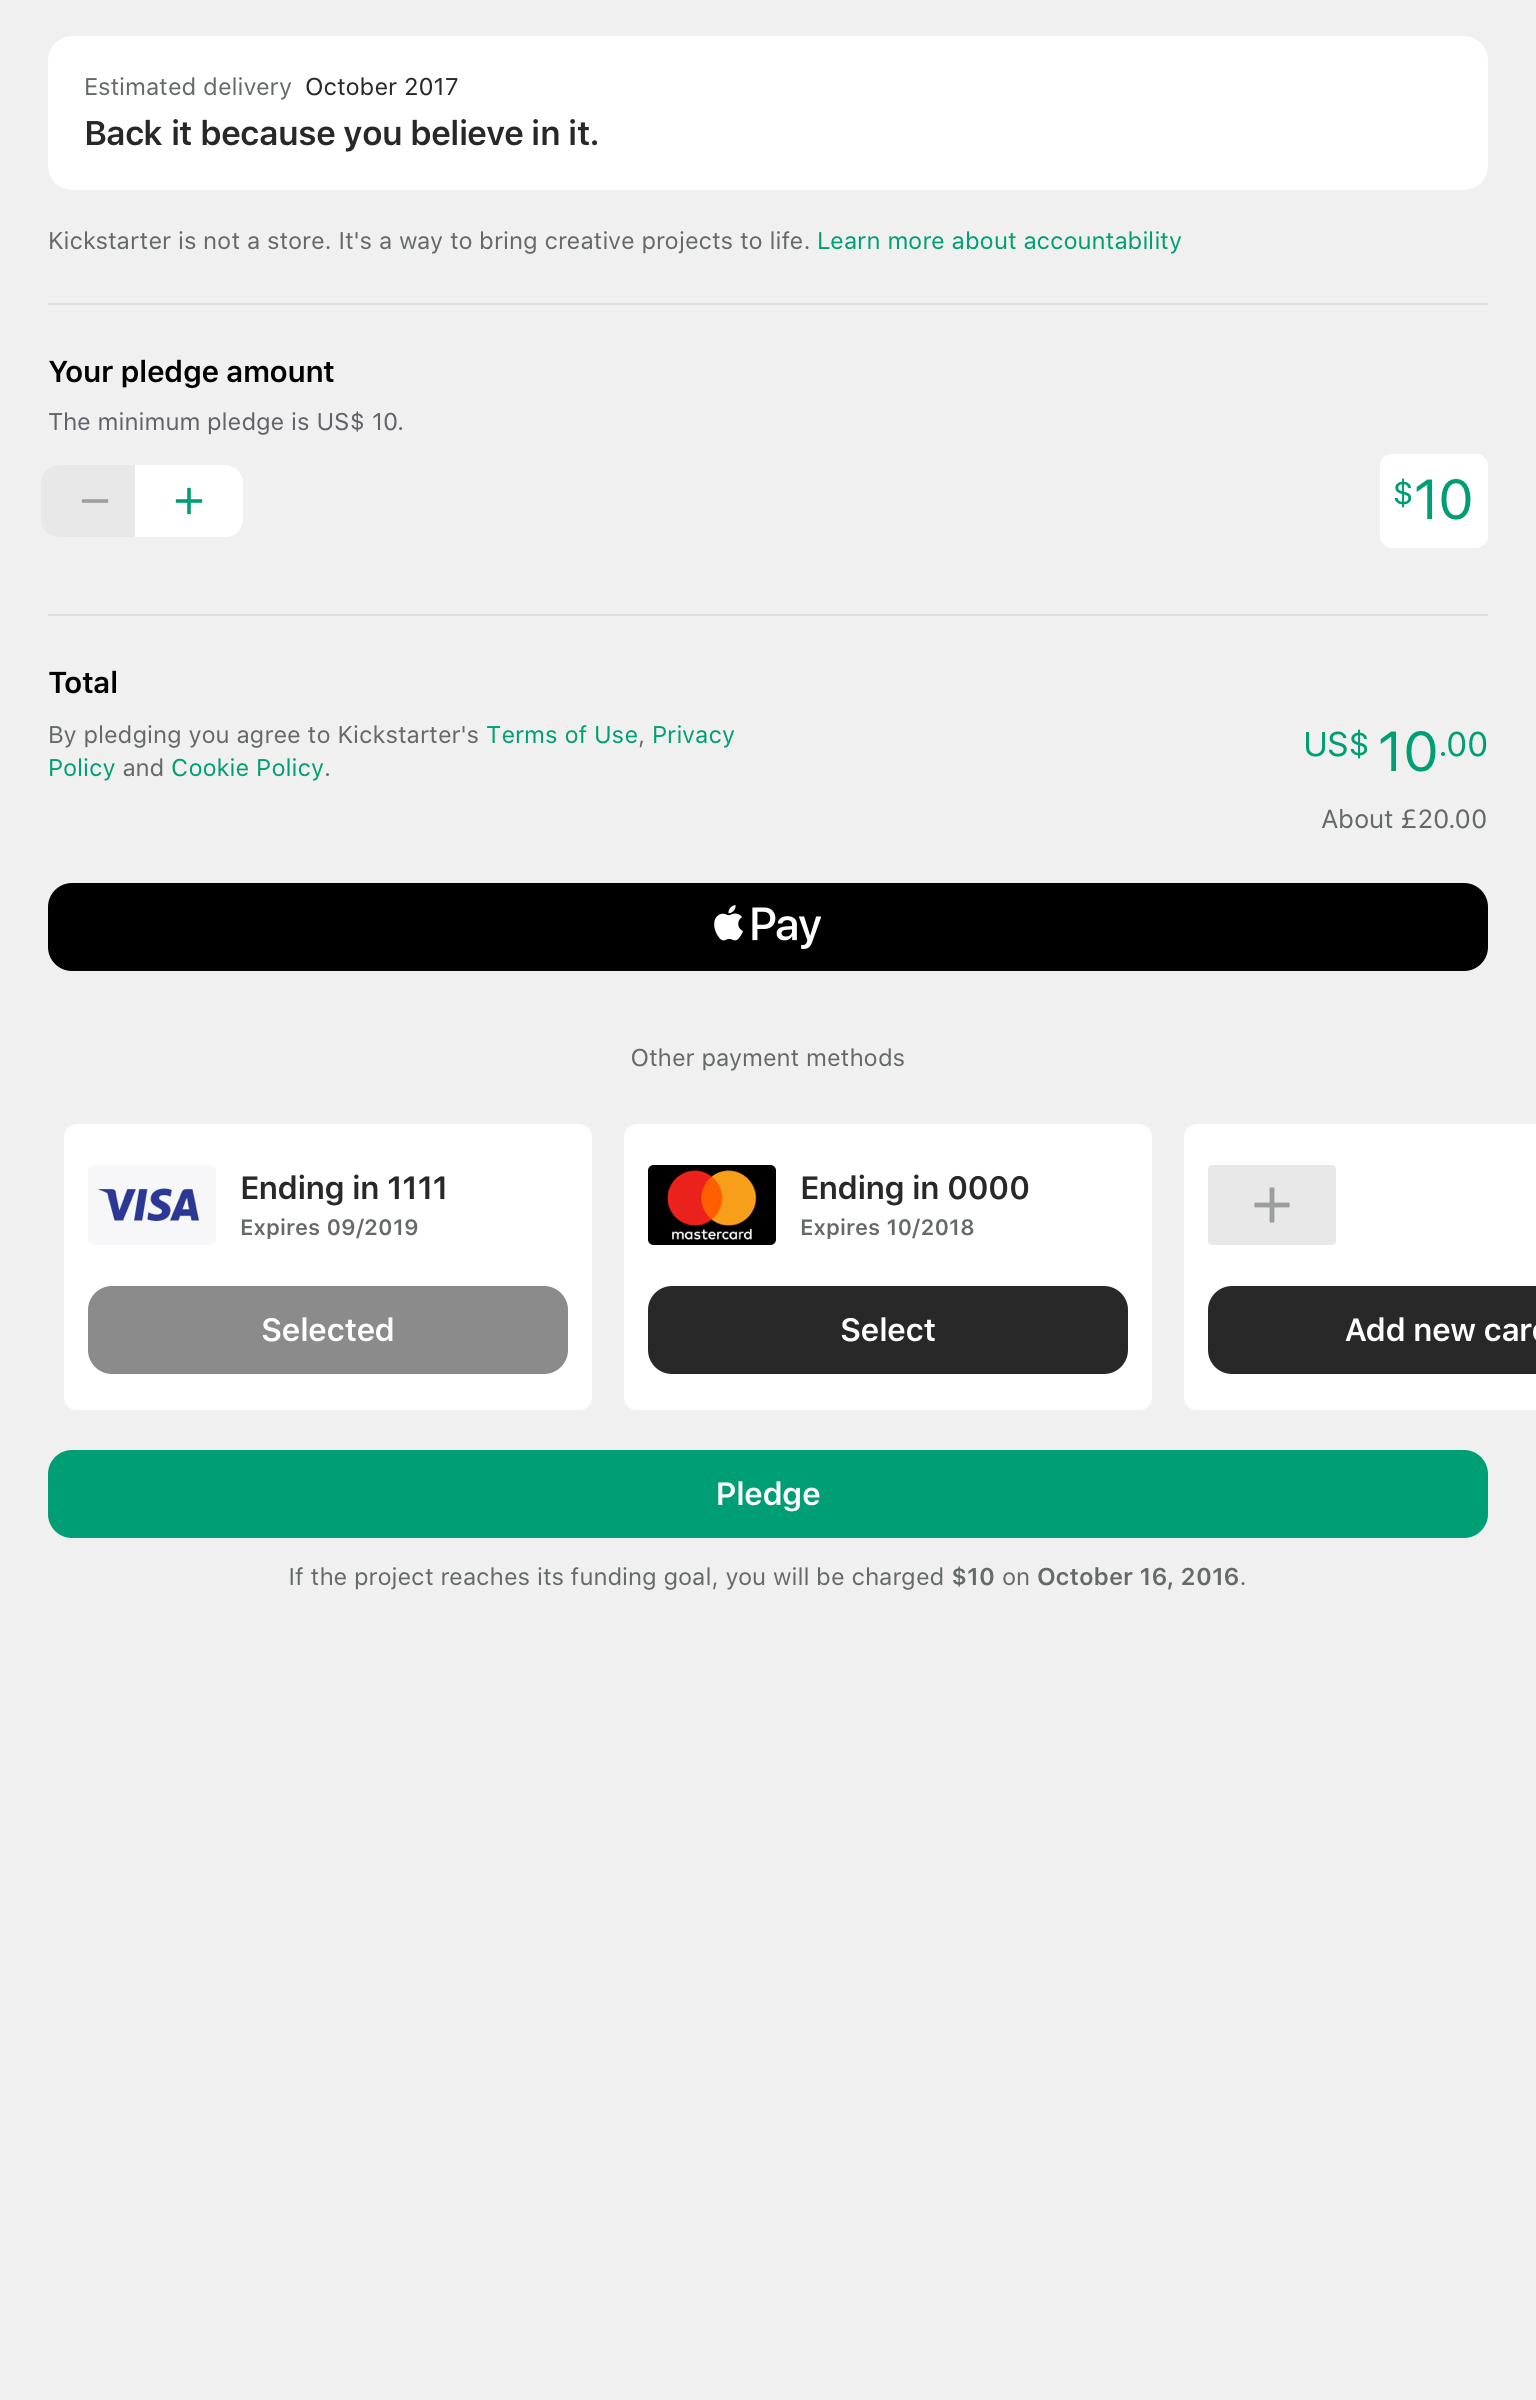 Estimated delivery October 2017
Back it because you believe in it.
Kickstarter is not a store. It's a way to bring creative projects to life. Learn more about accountability
Your pledge amount
The minimum pledge is US$ 10.
− +
$10
Total
By pledging you agree to Kickstarter's Terms of Use, Privacy
Policy and Cookie Policy.
US$ 10.00
About £20.00
Pay
Other payment methods
VISA
Ending in 1111
Expires 09/2019
Selected
mastercard
Ending in 0000
Expires 10/2018
Select
+
Add new car
Pledge
If the project reaches its funding goal, you will be charged $10 on October 16, 2016.